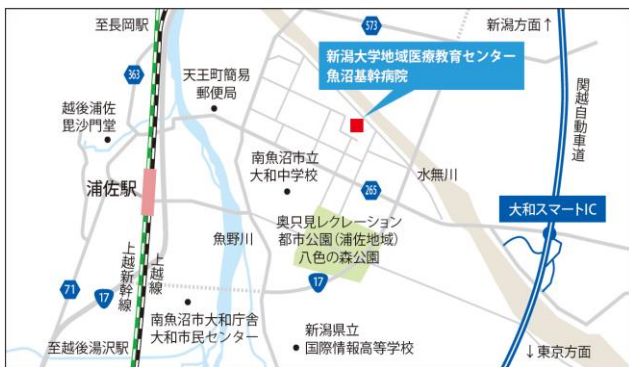 至長岡駅
573
新潟方面↑
363
天王町簡易
郵便局
新潟大学地域医療教育センター
魚沼基幹病院
関越自動車道
越後浦佐
毘沙門堂
浦佐駅
南魚沼市立
大和中学校
265
水無川
大和スマートIC
奥只見レクレーション
都市公園(浦佐地域)
八色の森公園
魚野川
上越新幹線
上越線
71
17
17
南魚沼市大和庁舎
大和市民センター
新潟県立
国際情報高等学校
至越後湯沢駅
↓東京方面